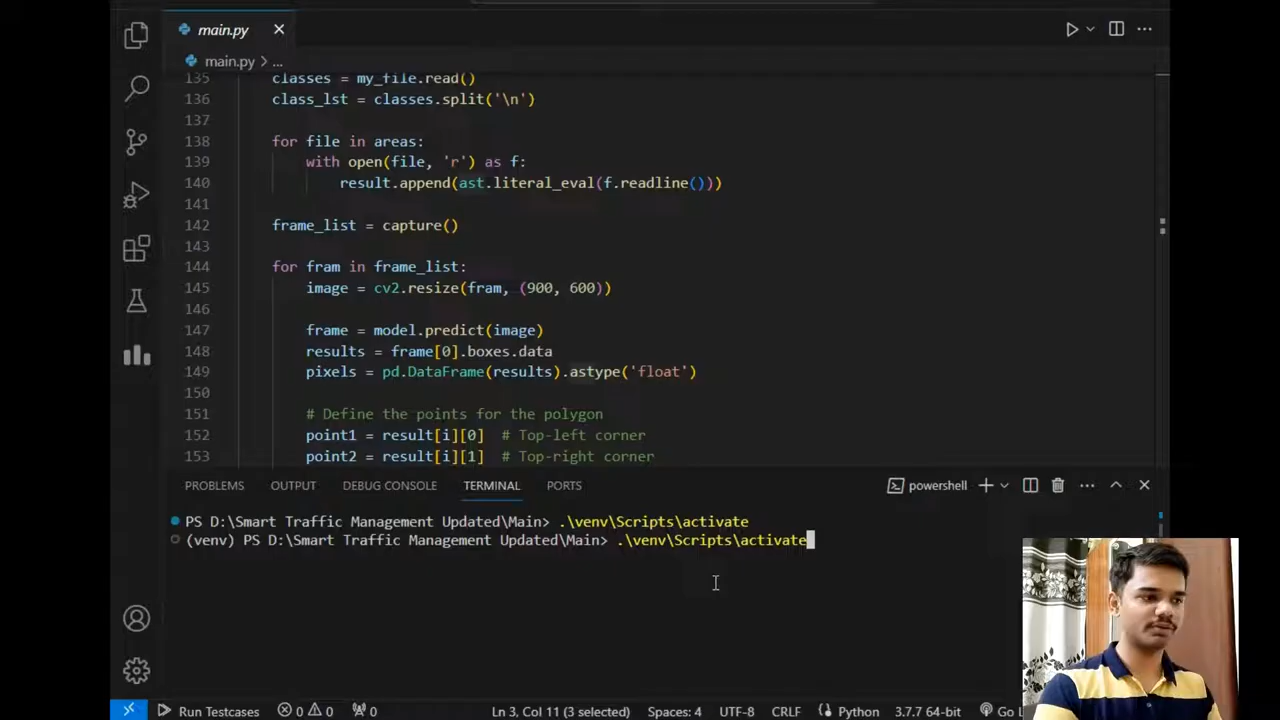 main.py
main.py > ...
135 classes = my_file.read()
136 class_lst = classes.split('\n')
137
138 for file in areas:
139 with open(file, 'r') as f:
140 result.append(ast.literal_eval(f.readline()))
141
142 frame_list = capture()
143
144 for fram in frame_list:
145 image = cv2.resize(fram, (900, 600))
146
147 frame = model.predict(image)
148 results = frame[0].boxes.data
149 pixels = pd.DataFrame(results).astype('float')
150
151 # Define the points for the polygon
152 point1 = result[i][0] # Top-left corner
153 point2 = result[i][1] # Top-right corner
PROBLEMS OUTPUT DEBUG CONSOLE TERMINAL PORTS powershell
PS D:\Smart Traffic Management Updated\Main> .\venv\Scripts\activate
(venv) PS D:\Smart Traffic Management Updated\Main> .\venv\Scripts\activate
Run Testcases 0 0 0 Ln 3, Col 11 (3 selected) Spaces: 4 UTF-8 CRLF Python 3.7.7 64-bit Go L